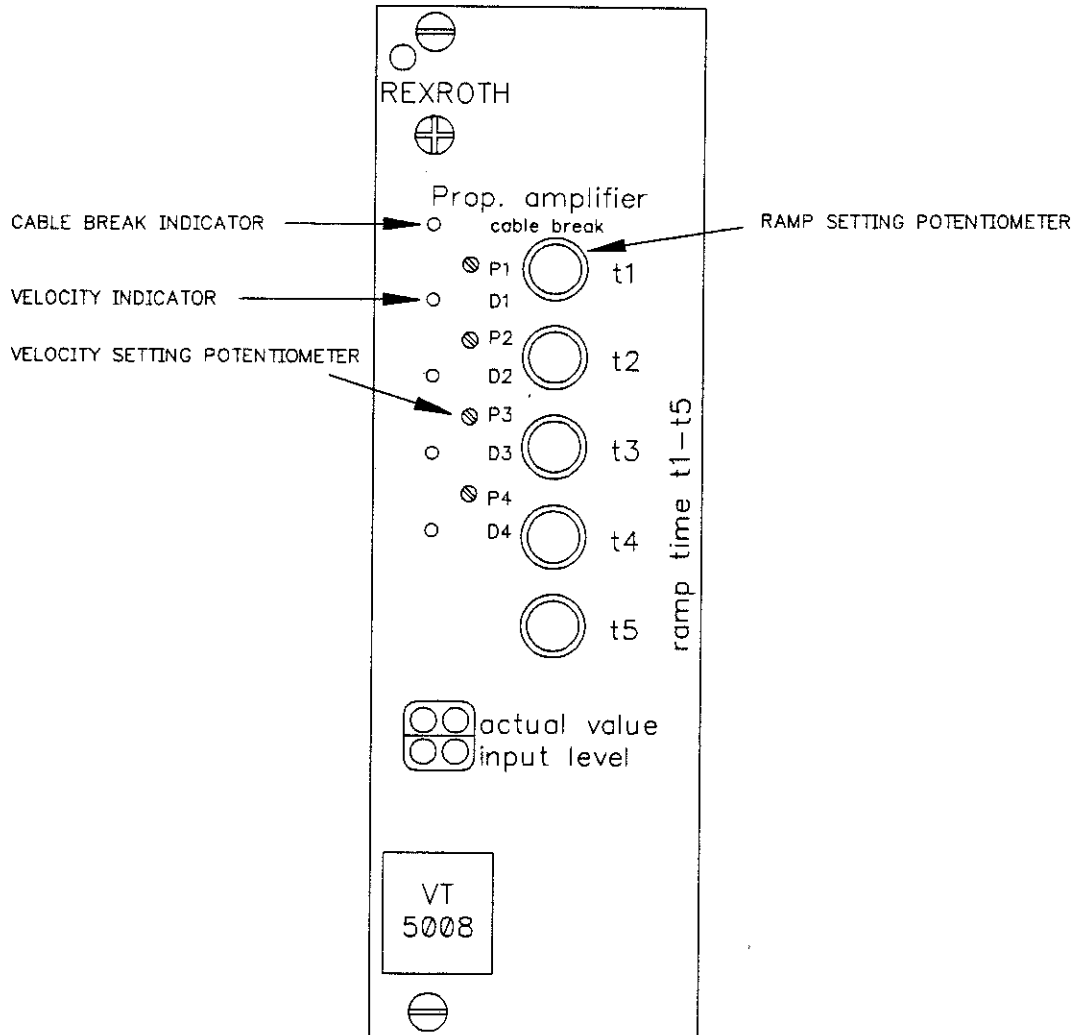 REXROTH
Prop. amplifier
CABLE BREAK INDICATOR
cable break
RAMP SETTING POTENTIOMETER
P1
t1
VELOCITY INDICATOR
D1
P2
t2
VELOCITY SETTING POTENTIOMETER
D2
P3
D3
t3
P4
D4
t4
t5
ramp time t1-t5
actual value
input level
VT
5008